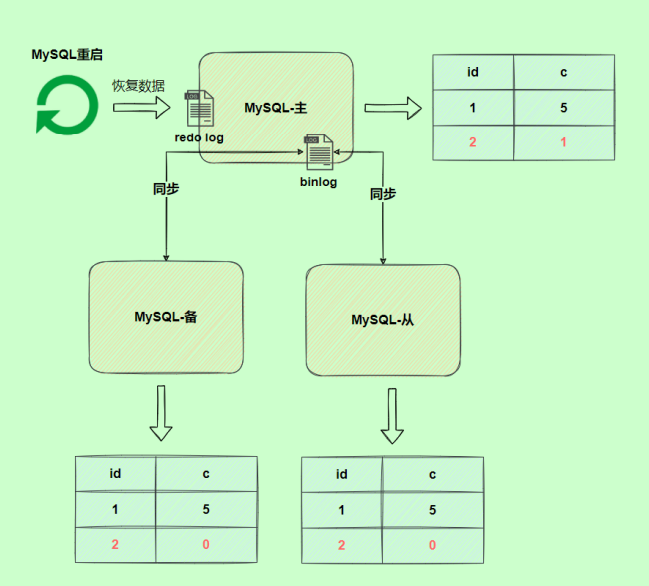 MySQL重启
恢复数据
MySQL-主
redo log
binlog
id c
1 5
2 1
同步
同步
MySQL-备
MySQL-从
id c
1 5
2 0
id c
1 5
2 0